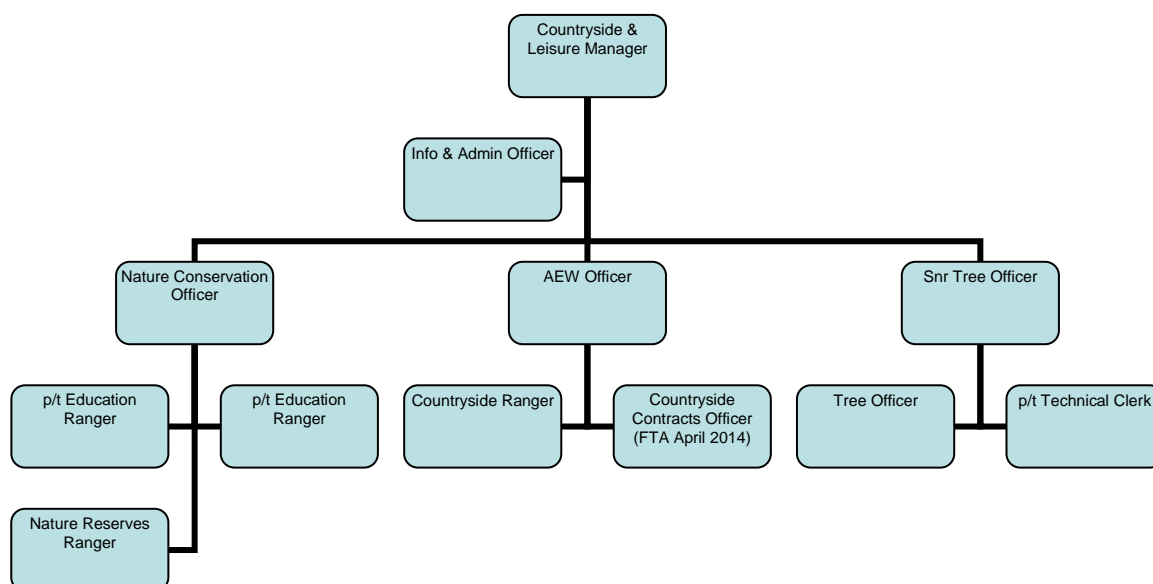 Countryside &
Leisure Manager
Info & Admin Officer
Nature Conservation
Officer
AEW Officer
Snr Tree Officer
p/t Education
Ranger
p/t Education
Ranger
Countryside Ranger
Countryside
Contracts Officer
(FTA April 2014)
Tree Officer
p/t Technical Clerk
Nature Reserves
Ranger